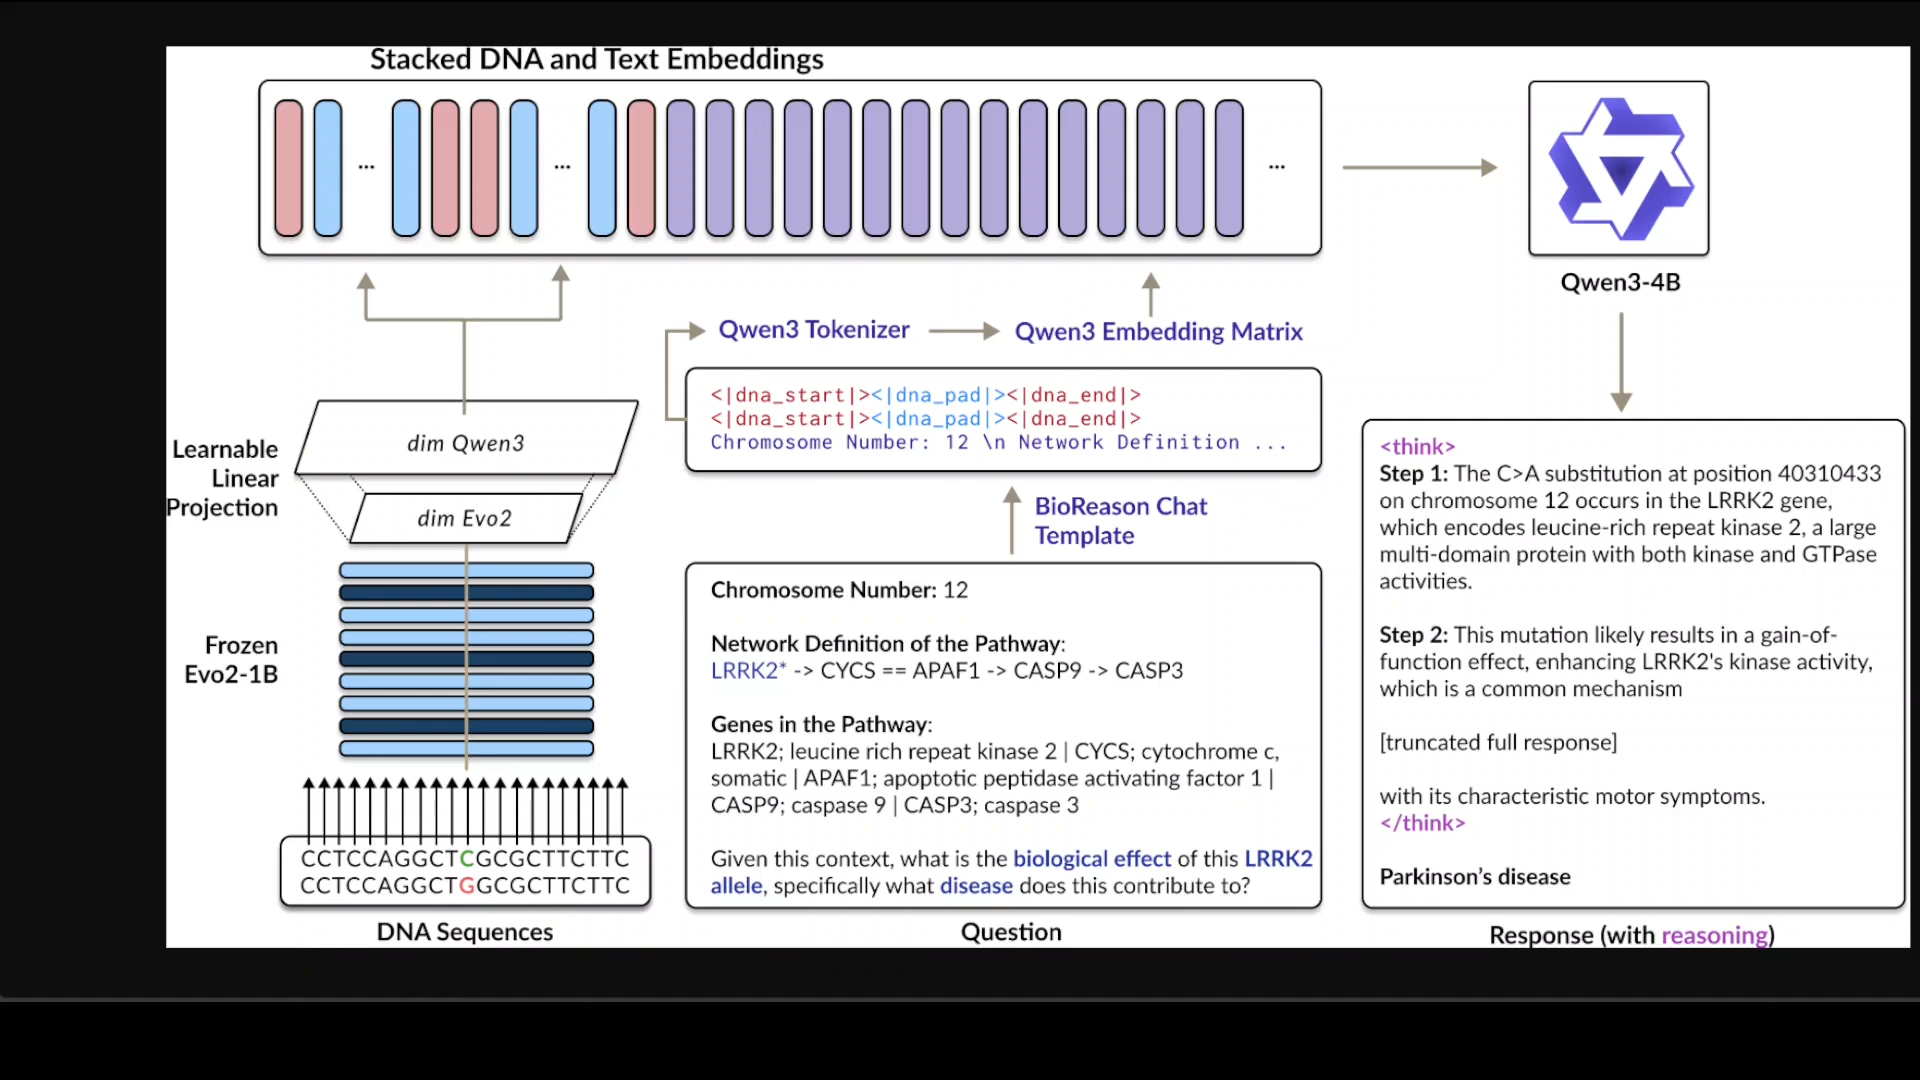 Stacked DNA and Text Embeddings
...
...
...
Qwen3-4B
Qwen3 Tokenizer
Qwen3 Embedding Matrix
<|dna_start|><|dna_pad|><|dna_end|>
<|dna_start|><|dna_pad|><|dna_end|>
Chromosome Number: 12 \n Network Definition ...
BioReason Chat
Template
Learnable
Linear
Projection
dim Qwen3
dim Evo2
Frozen
Evo2-1B
CCTCCAGGCTCGCGCTTCTTC
CCTCCAGGCTGGCGCTTCTTC
DNA Sequences
Chromosome Number: 12
Network Definition of the Pathway:
LRRK2* -> CYCS == APAF1 -> CASP9 -> CASP3
Genes in the Pathway:
LRRK2; leucine rich repeat kinase 2 | CYCS; cytochrome c,
somatic | APAF1; apoptotic peptidase activating factor 1 |
CASP9; caspase 9 | CASP3; caspase 3
Given this context, what is the biological effect of this LRRK2
allele, specifically what disease does this contribute to?
Question
<think>
Step 1: The C>A substitution at position 40310433
on chromosome 12 occurs in the LRRK2 gene,
which encodes leucine-rich repeat kinase 2, a large
multi-domain protein with both kinase and GTPase
activities.
Step 2: This mutation likely results in a gain-of-
function effect, enhancing LRRK2's kinase activity,
which is a common mechanism
[truncated full response]
with its characteristic motor symptoms.
</think>
Parkinson's disease
Response (with reasoning)